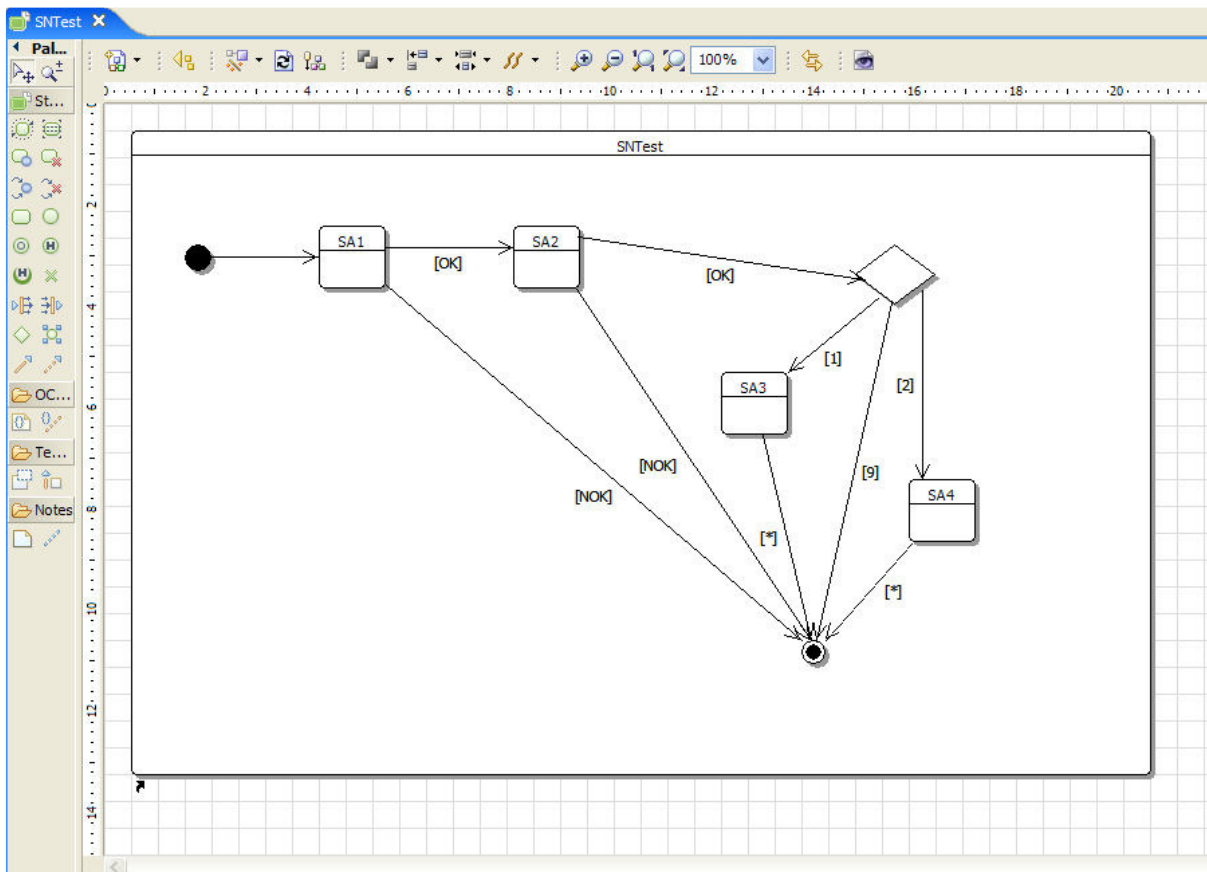 SNTest
Pal...
100%
St...
0 2 4 6 8 10 12 14 16 18 20
SNTest
2
SA1
SA2
[OK]
[OK]
4
[1]
SA3
[2]
OC...
6
Te...
[NOK]
[9]
[NOK]
SA4
Notes
8
[*]
[*]
10
12
14